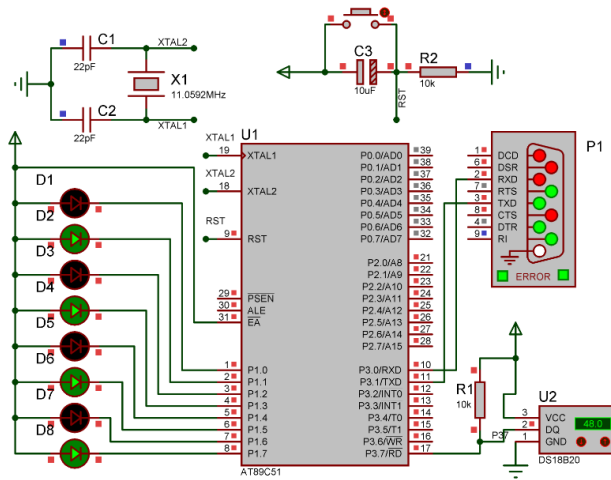 C1
XTAL2
22pF
X1
11.0592MHz
C2
22pF
XTAL1
C3
10uF
R2
10k
RST
U1
XTAL1
19 XTAL1
XTAL2
18 XTAL2
RST
9 RST
29 PSEN
30 ALE
31 EA
1 P1.0
2 P1.1
3 P1.2
4 P1.3
5 P1.4
6 P1.5
7 P1.6
8 P1.7
P0.0/AD0 39
P0.1/AD1 38
P0.2/AD2 37
P0.3/AD3 36
P0.4/AD4 35
P0.5/AD5 34
P0.6/AD6 33
P0.7/AD7 32
P2.0/A8 21
P2.1/A9 22
P2.2/A10 23
P2.3/A11 24
P2.4/A12 25
P2.5/A13 26
P2.6/A14 27
P2.7/A15 28
P3.0/RXD 10
P3.1/TXD 11
P3.2/INT0 12
P3.3/INT1 13
P3.4/T0 14
P3.5/T1 15
P3.6/WR 16
P3.7/RD 17
AT89C51
D1
D2
D3
D4
D5
D6
D7
D8
P1
1 DCD
6 DSR
2 RXD
7 RTS
3 TXD
8 CTS
4 DTR
9 RI
ERROR
R1
10k
P37
U2
3 VCC
2 DQ
1 GND
48.0
DS18B20